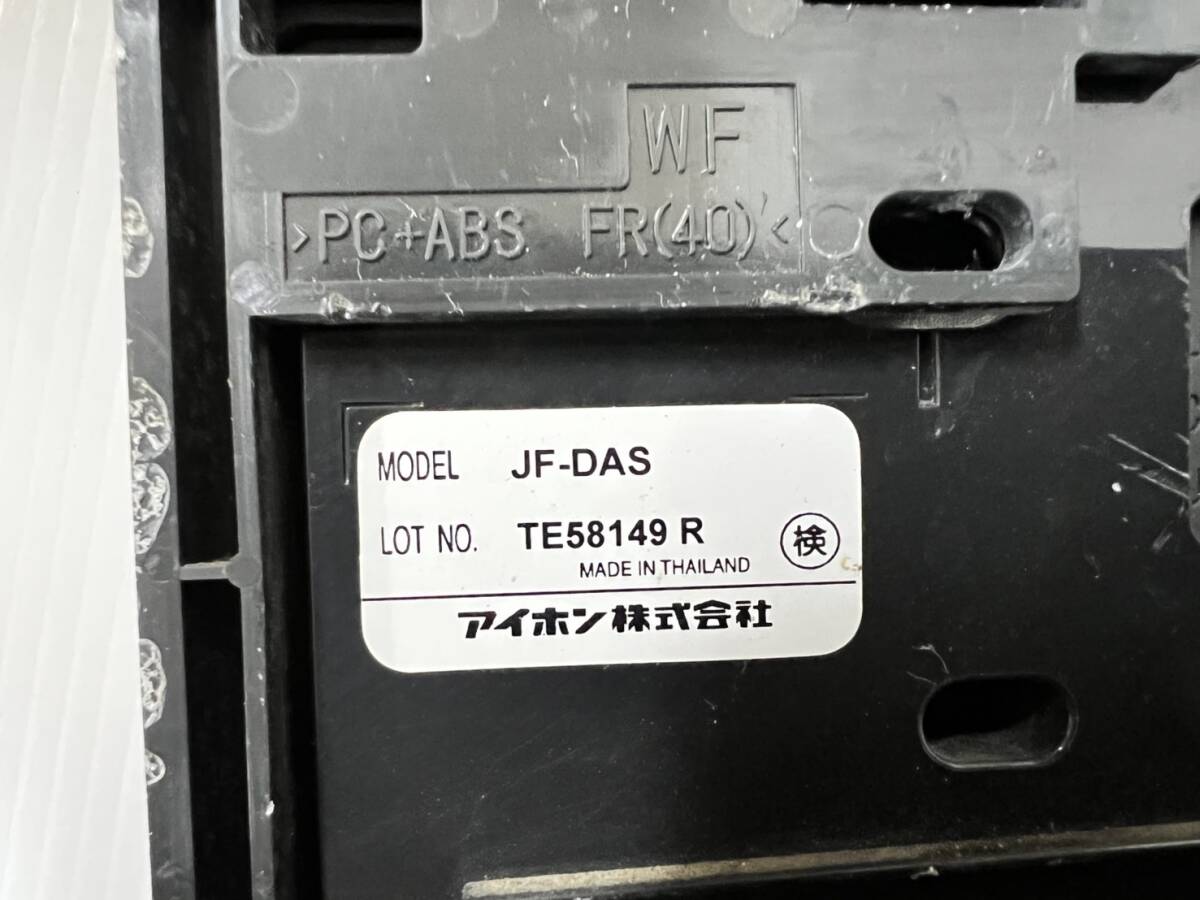 WF
>PC+ABS FR(40)<
MODEL JF-DAS
LOT NO. TE58149 R
検
MADE IN THAILAND
アイホン株式会社